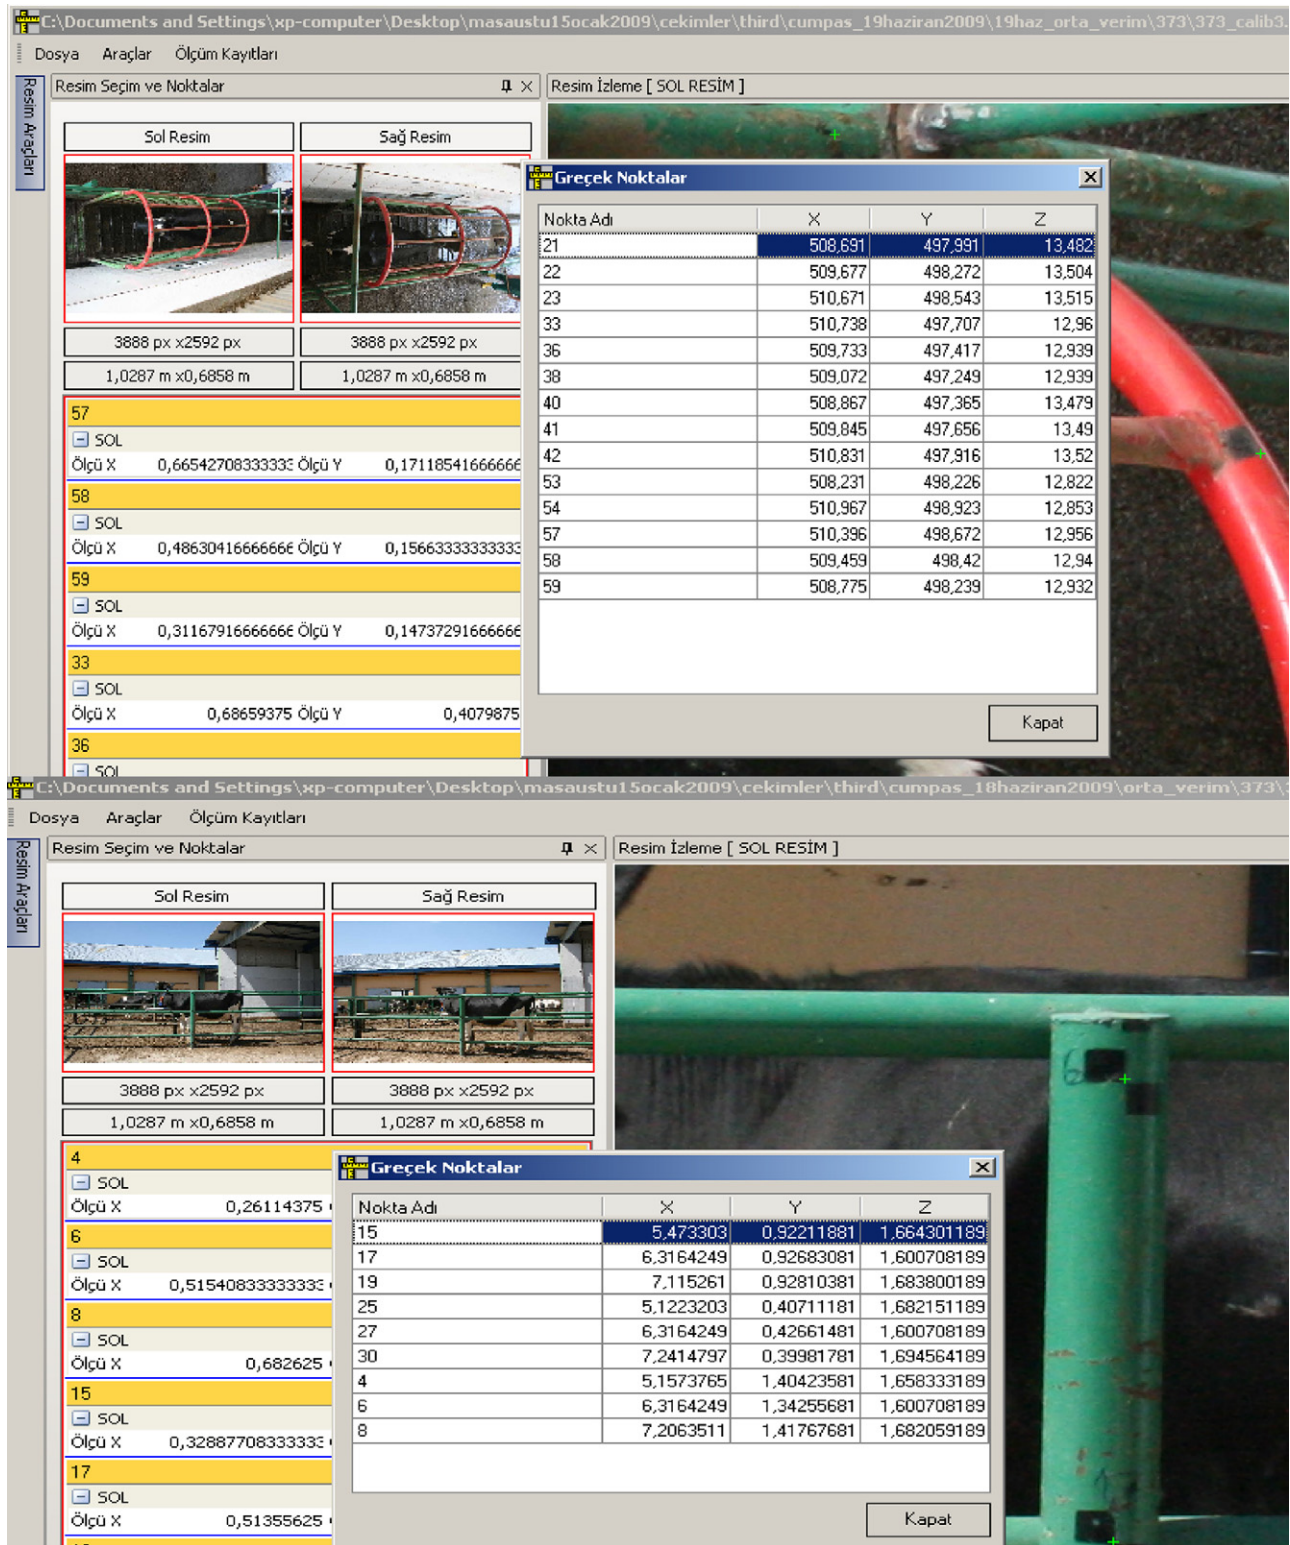 C:\Documents and Settings\xp-computer\Desktop\masaustu15ocak2009\cekimler\third\cumpas_19haziran2009\19haz_orta_verim\373\373_calib3.
Dosya Araçlar Ölçüm Kayıtları
Resim Araçları
Resim Seçim ve Noktalar
Resim İzleme [ SOL RESİM ]
Sol Resim Sağ Resim
3888 px x2592 px 3888 px x2592 px
1,0287 m x0,6858 m 1,0287 m x0,6858 m
57
SOL
Ölçü X 0,66542708333333 Ölçü Y 0,17118541666666
58
SOL
Ölçü X 0,48630416666666 Ölçü Y 0,15663333333333
59
SOL
Ölçü X 0,31167916666666 Ölçü Y 0,14737291666666
33
SOL
Ölçü X 0,68659375 Ölçü Y 0,4079875
36
SOL
Greçek Noktalar
Nokta Adı X Y Z
21 508,691 497,991 13,482
22 509,677 498,272 13,504
23 510,671 498,543 13,515
33 510,738 497,707 12,96
36 509,733 497,417 12,939
38 509,072 497,249 12,939
40 508,867 497,365 13,479
41 509,845 497,656 13,49
42 510,831 497,916 13,52
53 508,231 498,226 12,822
54 510,967 498,923 12,853
57 510,396 498,672 12,956
58 509,459 498,42 12,94
59 508,775 498,239 12,932
Kapat
C:\Documents and Settings\xp-computer\Desktop\masaustu15ocak2009\cekimler\third\cumpas_18haziran2009\orta_verim\373\
Dosya Araçlar Ölçüm Kayıtları
Resim Araçları
Resim Seçim ve Noktalar
Resim İzleme [ SOL RESİM ]
Sol Resim Sağ Resim
3888 px x2592 px 3888 px x2592 px
1,0287 m x0,6858 m 1,0287 m x0,6858 m
4
SOL
Ölçü X 0,26114375
6
SOL
Ölçü X 0,51540833333333
8
SOL
Ölçü X 0,682625
15
SOL
Ölçü X 0,32887708333333
17
SOL
Ölçü X 0,51355625
Greçek Noktalar
Nokta Adı X Y Z
15 5,473303 0,92211881 1,664301189
17 6,3164249 0,92683081 1,600708189
19 7,115261 0,92810381 1,683800189
25 5,1223203 0,40711181 1,682151189
27 6,3164249 0,42661481 1,600708189
30 7,2414797 0,39981781 1,694564189
4 5,1573765 1,40423581 1,658333189
6 6,3164249 1,34255681 1,600708189
8 7,2063511 1,41767681 1,682059189
Kapat
6